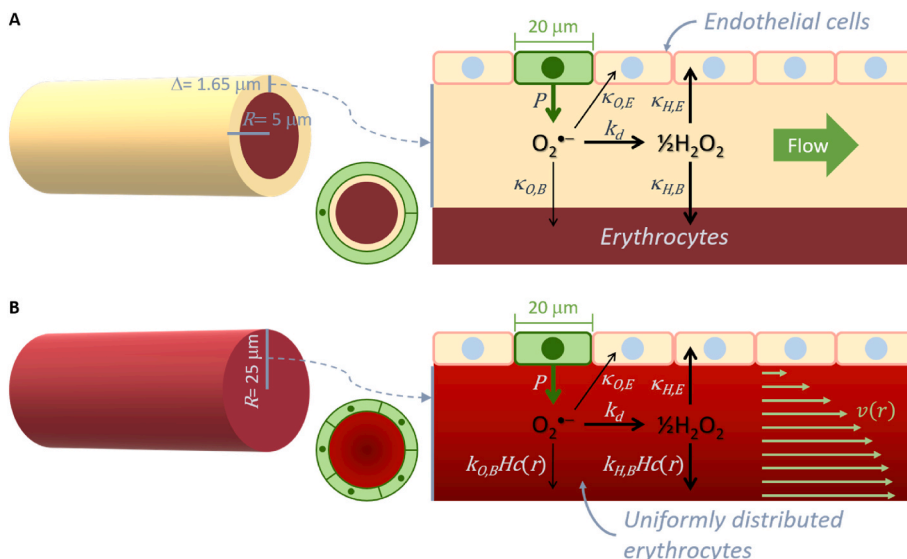 A
Endothelial cells
20 μm
Δ= 1.65 μm
R= 5 μm
P
κO,E
κH,E
O2•−
kd
½H2O2
Flow
κO,B
κH,B
Erythrocytes
B
20 μm
R= 25 μm
P
κO,E
κH,E
v(r)
O2•−
kd
½H2O2
kO,BHc(r)
kH,BHc(r)
Uniformly distributed
erythrocytes